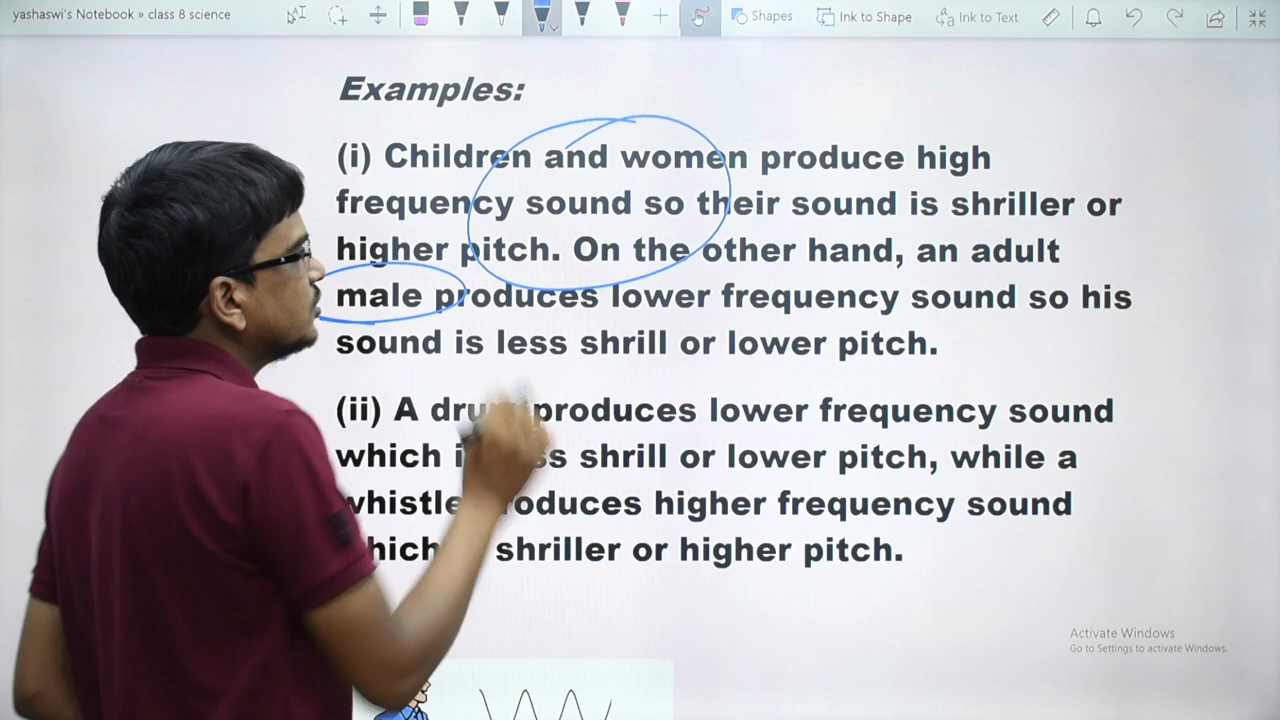 yashaswi's Notebook » class 8 science
Shapes
Ink to Shape
Ink to Text
Examples:
(i) Children and women produce high
frequency sound so their sound is shriller or
higher pitch. On the other hand, an adult
male produces lower frequency sound so his
sound is less shrill or lower pitch.
(ii) A produces lower frequency sound
which shrill or lower pitch, while a
higher frequency sound
shriller or higher pitch.
Activate Windows
Go to Settings to activate Windows.